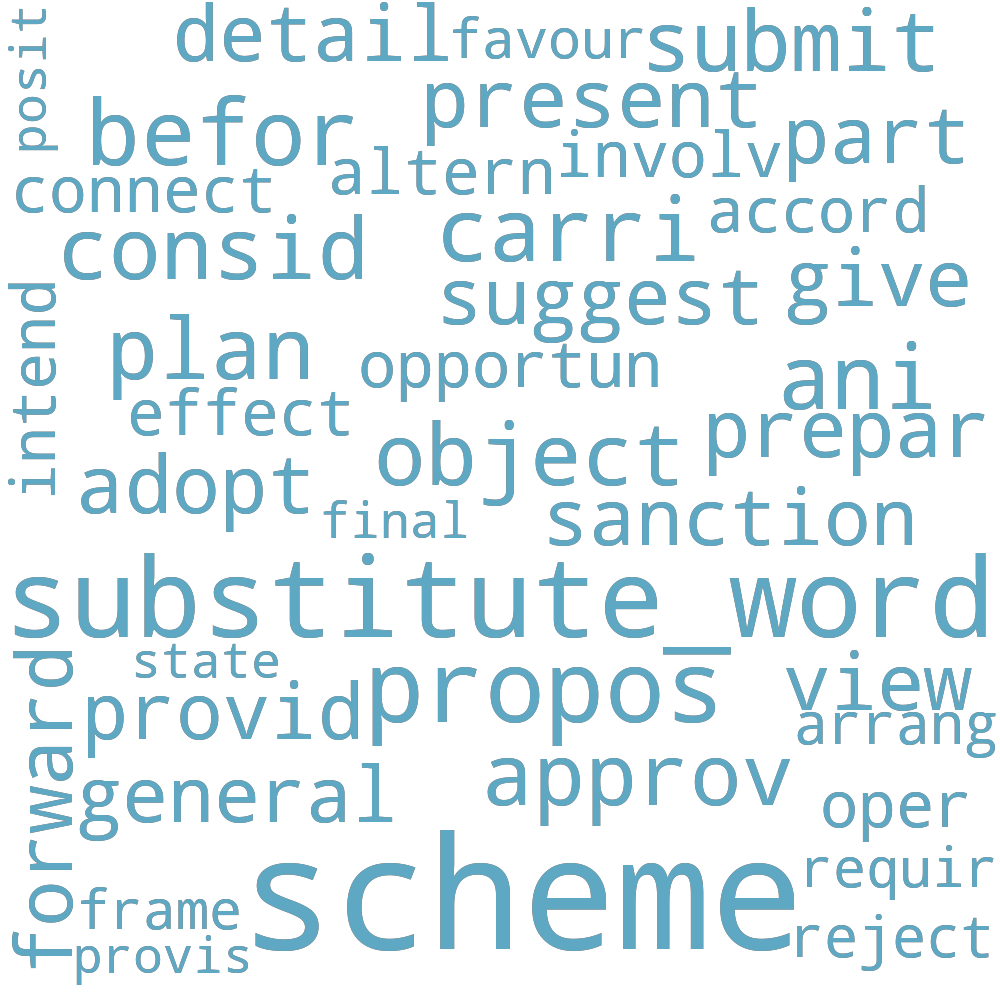 posit
detail
favour
submit
present
befor
part
involv
altern
connect
accord
carri
consid
give
suggest
intend
plan
opportun
ani
effect
prepar
object
adopt
sanction
final
substitute_word
state
propos
view
forward
provid
arrang
approv
general
oper
scheme
requir
frame
reject
provis